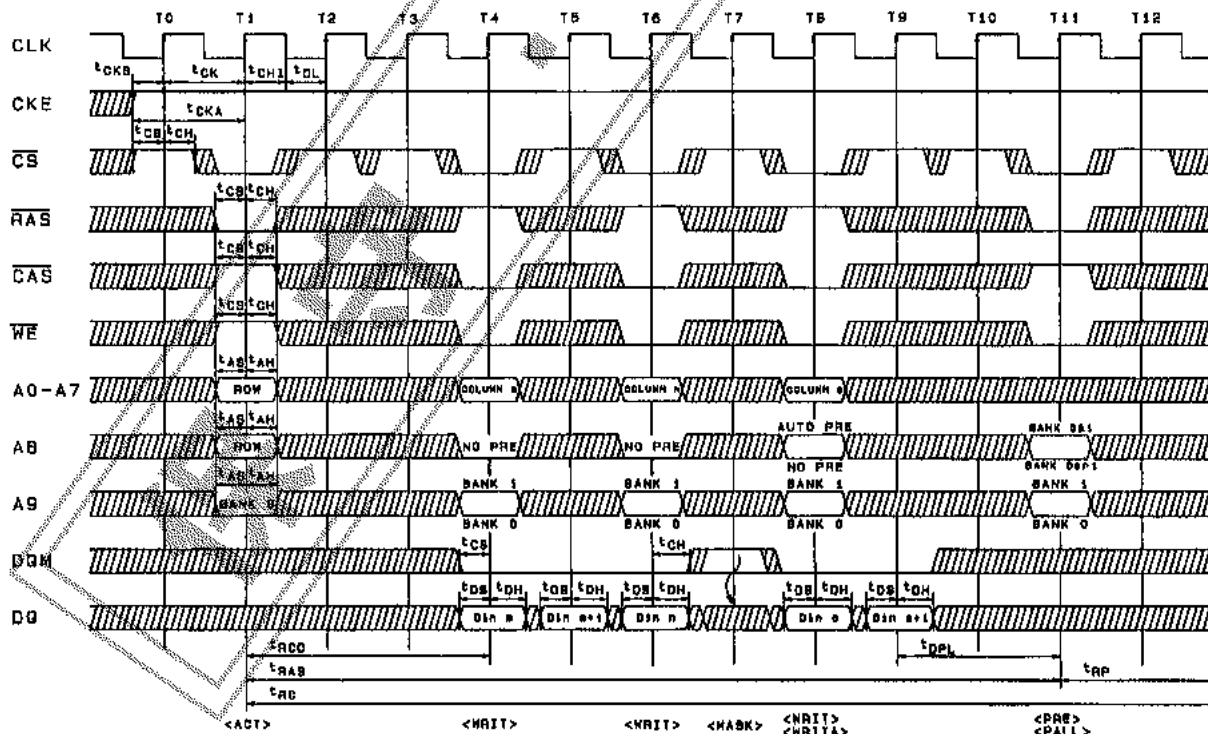 T0 T1 T2 T3 T4 T5 T6 T7 T8 T9 T10 T11 T12
CLK
tCKS tCK tCHI tCL
CKE
tCKA
tCS tCH
CS
tCS tCH
RAS
tCS tCH
CAS
tCS tCH
WE
tAS tAH
A0-A7 ROW COLUMN m COLUMN n COLUMN o
tAS tAH
AUTO PRE
A8 ROW NO PRE NO PRE NO PRE
tAS tAH
BANK 0&1
BANK 0or1
BANK 1 BANK 1 BANK 1 BANK 1
A9 BANK 0
BANK 0 BANK 0 BANK 0 BANK 0
tCS tCH
DQM
tDS tDH tDS tDH tDS tDH tDS tDH tDS tDH
DQ Din m Din m+1 Din n Din o Din o+1
tRCD tDPL
tRAS tRP
tRC
<ACT> <WRIT> <WRIT> <MASK> <WRIT> <PRE>
<WRITA> <PALL>